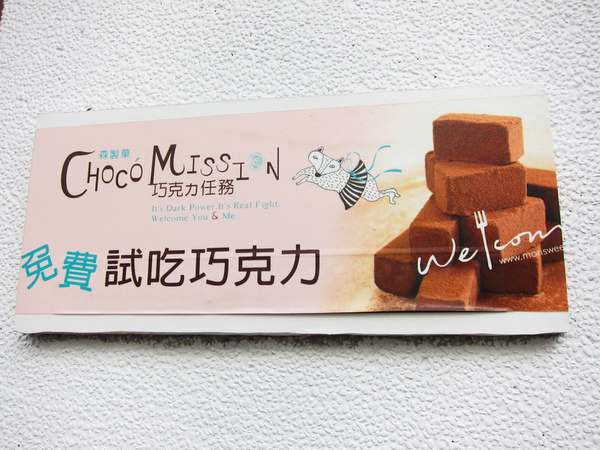 森製菓
CHOCÓ MISSION
巧克力任務
It's Dark Power.It's Real Fight.
Welcome You & Me.
免費試吃巧克力
Welcom
www.moriswee